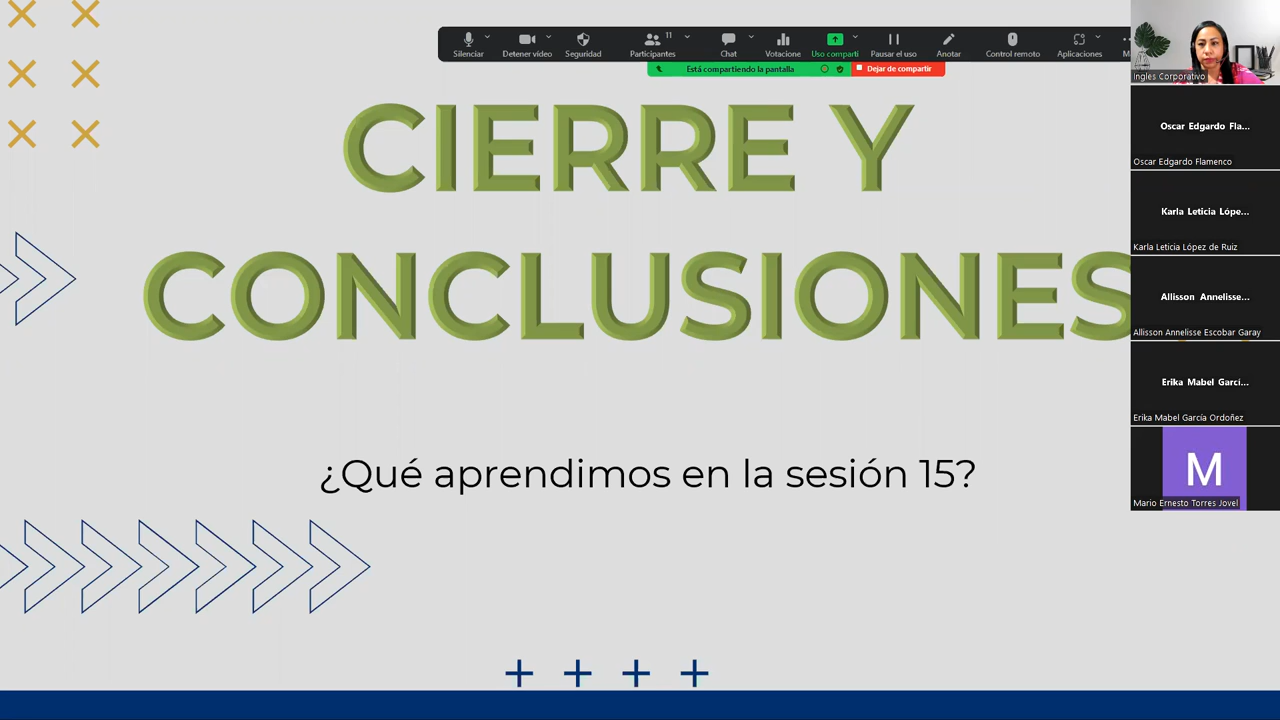 11
Silenciar
Detener vídeo
Seguridad
Participantes
Chat
Votacione
Uso comparti
Pausar el uso
Anotar
Control remoto
Aplicaciones
Está compartiendo la pantalla
Dejar de compartir
CIERRE Y
CONCLUSIONES
¿Qué aprendimos en la sesión 15?
Ingles Corporativo
Oscar Edgardo Fla...
Oscar Edgardo Flamenco
Karla Leticia Lópe...
Karla Leticia López de Ruiz
Allisson Annelisse...
Allisson Annelisse Escobar Garay
Erika Mabel Garcí...
Erika Mabel García Ordoñez
M
Mario Ernesto Torres Jovel